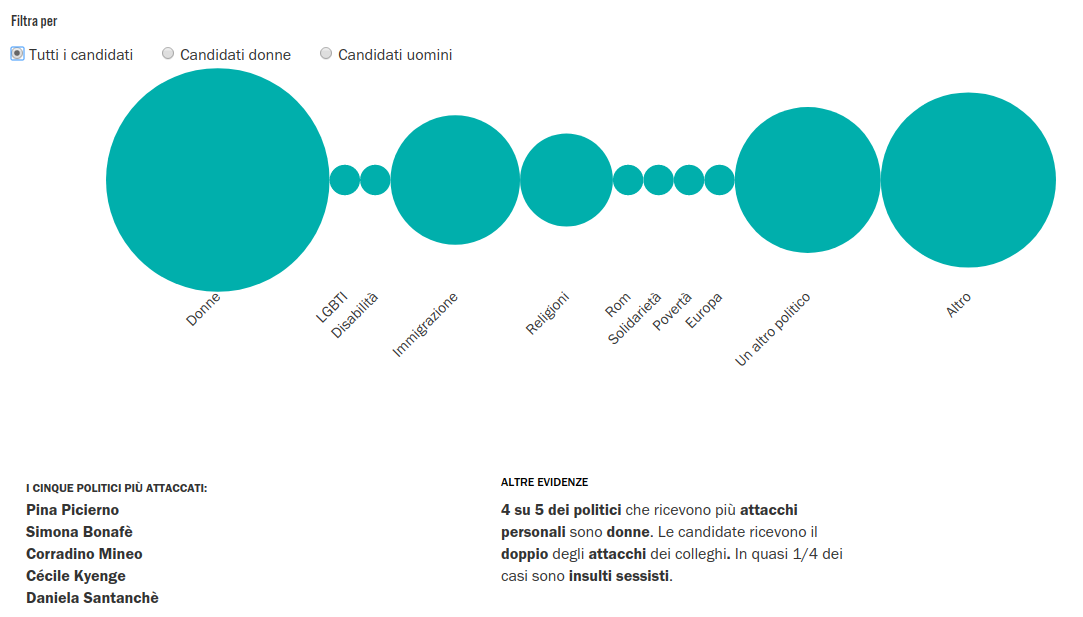 Filtra per
Tutti i candidati Candidati donne Candidati uomini
Donne
LGBTI
Disabilità
Immigrazione
Religioni
Rom
Solidarietà
Povertà
Europa
Un altro politico
Altro
I CINQUE POLITICI PIÙ ATTACCATI:
Pina Picierno
Simona Bonafè
Corradino Mineo
Cécile Kyenge
Daniela Santanchè
ALTRE EVIDENZE
4 su 5 dei politici che ricevono più attacchi
personali sono donne. Le candidate ricevono il
doppio degli attacchi dei colleghi. In quasi 1/4 dei
casi sono insulti sessisti.